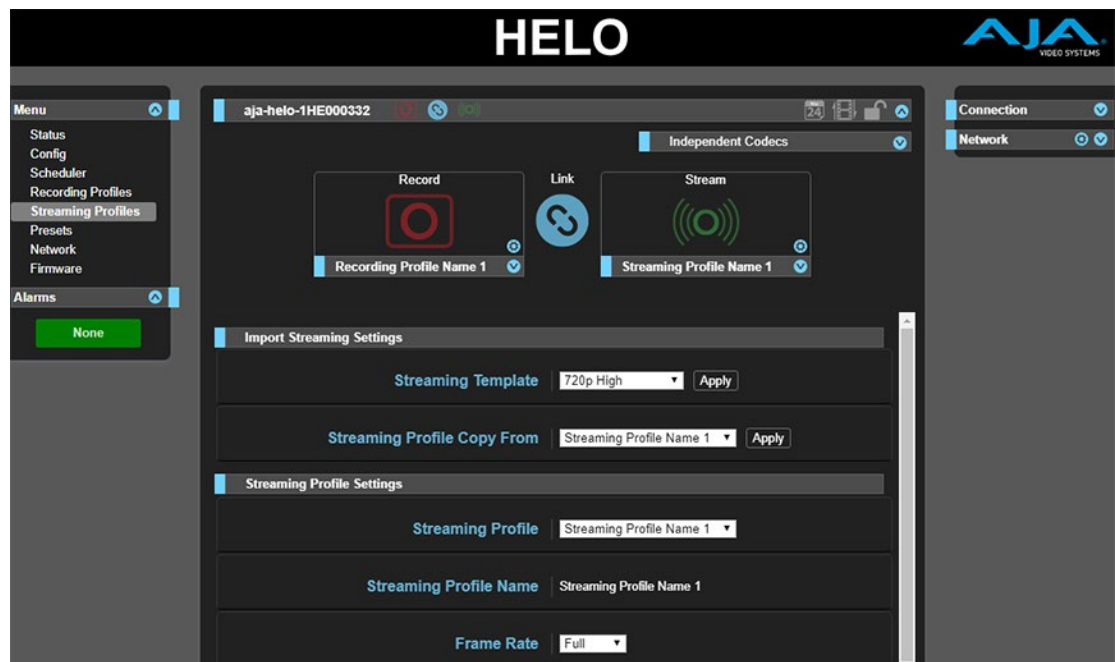 HELO
AJA
VIDEO SYSTEMS
Menu
Status
Config
Scheduler
Recording Profiles
Streaming Profiles
Presets
Network
Firmware
Alarms
None
aja-helo-1HE000332
24
Independent Codecs
Record
Link
Stream
Recording Profile Name 1
Streaming Profile Name 1
Import Streaming Settings
Streaming Template 720p High Apply
Streaming Profile Copy From Streaming Profile Name 1 Apply
Streaming Profile Settings
Streaming Profile Streaming Profile Name 1
Streaming Profile Name Streaming Profile Name 1
Frame Rate Full
Connection
Network